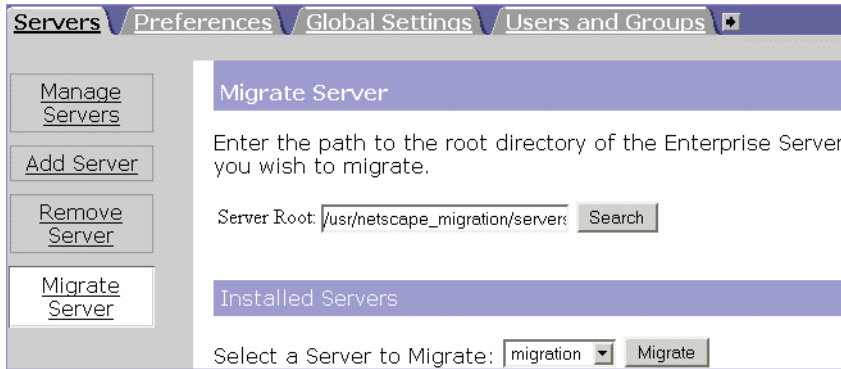 Servers Preferences Global Settings Users and Groups
Manage
Servers
Add Server
Remove
Server
Migrate
Server
Migrate Server
Enter the path to the root directory of the Enterprise Server
you wish to migrate.
Server Root: /usr/netscape_migration/servers Search
Installed Servers
Select a Server to Migrate: migration Migrate